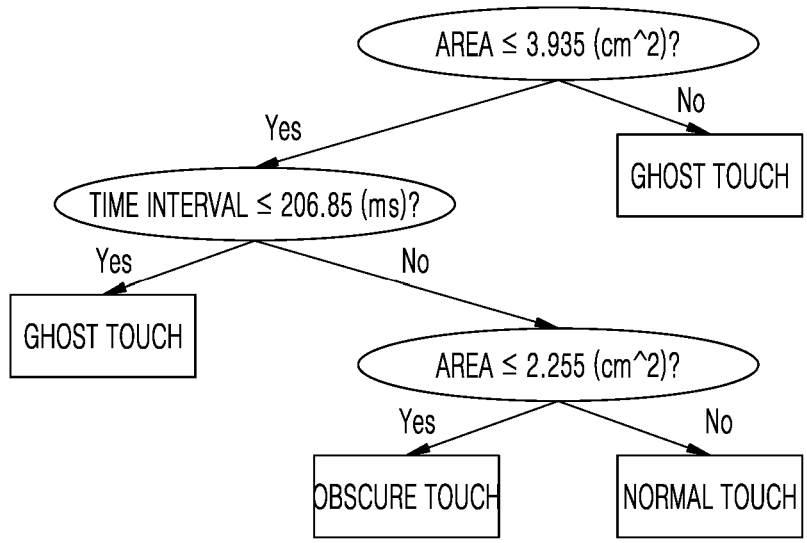 AREA ≤ 3.935 (cm^2)?
Yes
No
GHOST TOUCH
TIME INTERVAL ≤ 206.85 (ms)?
Yes
No
GHOST TOUCH
AREA ≤ 2.255 (cm^2)?
Yes
No
OBSCURE TOUCH
NORMAL TOUCH